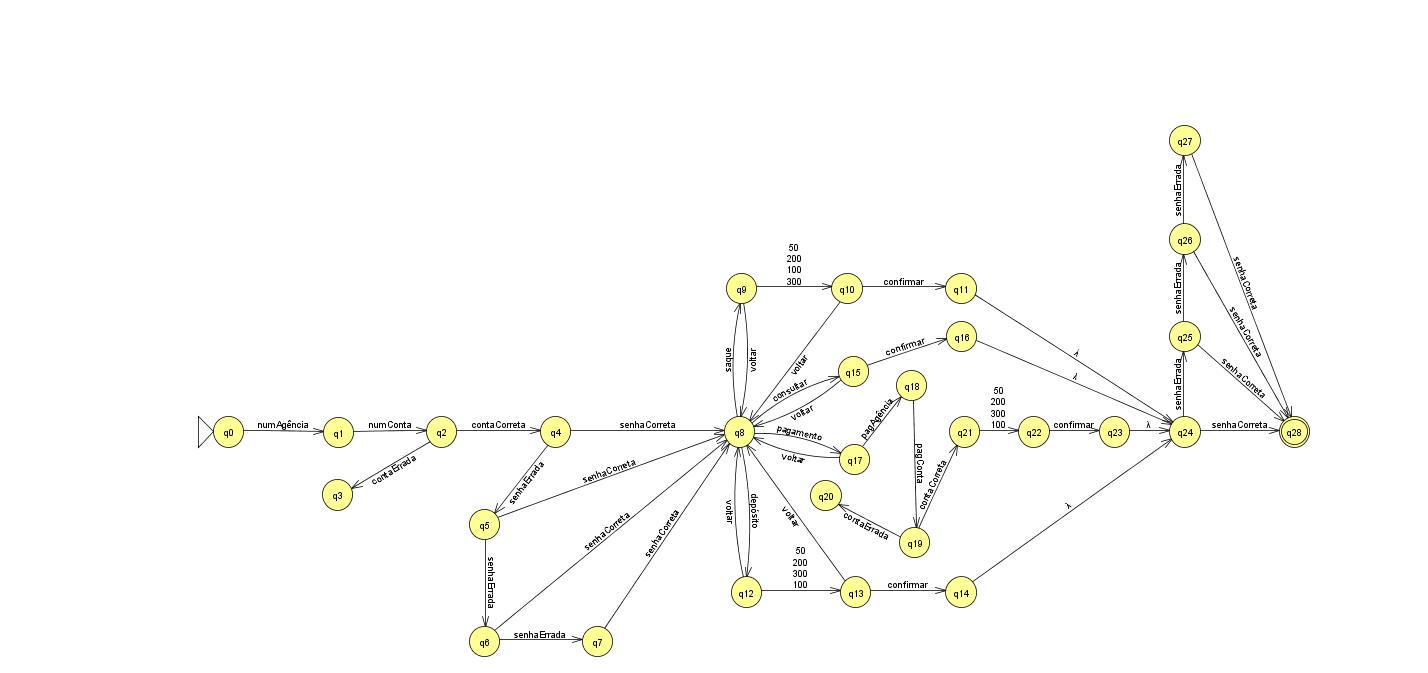 q27
senhaErrada
senhaCorreta
q26
senhaErrada
senhaCorreta
q25
senhaErrada
senhaCorreta
50
200
100
300
q9
q10
confirmar
q11
saque
voltar
voltar
λ
q15
confirmar
q16
λ
consultar
voltar
q18
pagAgência
pagConta
q0
numAgência
q1
numConta
q2
contaCorreta
q4
senhaCorreta
q8
pagamento
voltar
q17
50
200
300
100
q21
q22
confirmar
q23
λ
q24
senhaCorreta
q28
contaErrada
q3
senhaErrada
senhaCorreta
q5
contaCorreta
q20
contaErrada
q19
senhaErrada
senhaCorreta
senhaCorreta
voltar
depósito
voltar
λ
50
200
300
100
q12
q13
confirmar
q14
q6
senhaErrada
q7